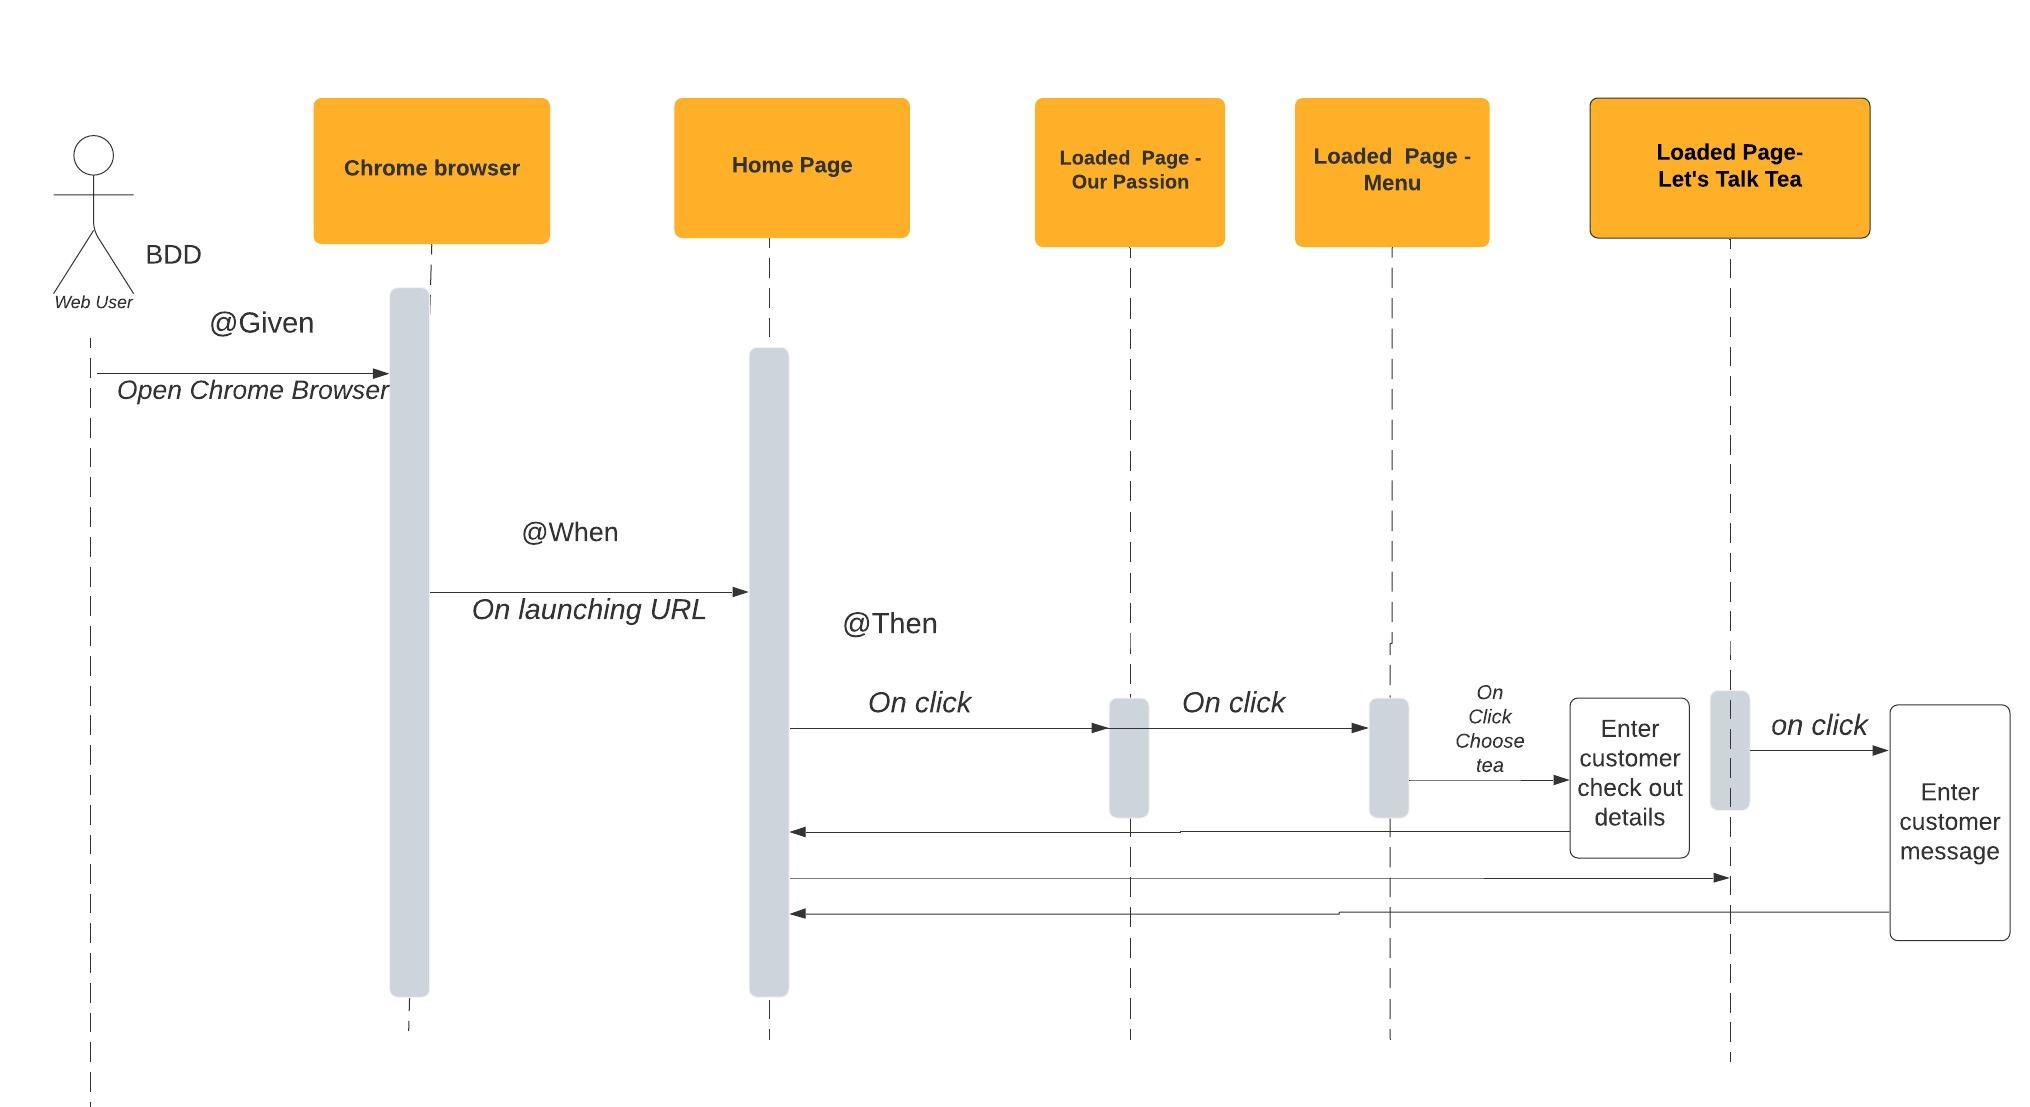 Chrome browser
Home Page
Loaded  Page -
Our Passion
Loaded  Page -
Menu
Loaded Page-
Let's Talk Tea
BDD
Web User
@Given
Open Chrome Browser
@When
On launching URL
@Then
On click
On click
On
Click
Choose
tea
Enter
customer
check out
details
on click
Enter
customer
message